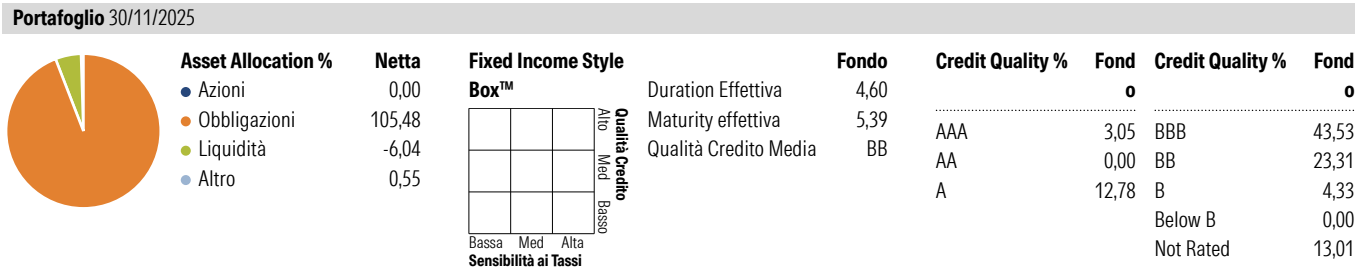 Portafoglio 30/11/2025
Asset Allocation % Netta
Azioni 0,00
Obbligazioni 105,48
Liquidità -6,04
Altro 0,55
Fixed Income Style
Box™
Alto Med Basso
Qualità Credito
Bassa Med Alta
Sensibilità ai Tassi
Fondo
Duration Effettiva 4,60
Maturity effettiva 5,39
Qualità Credito Media BB
Credit Quality % Fond
o
AAA 3,05
AA 0,00
A 12,78
Credit Quality % Fond
o
BBB 43,53
BB 23,31
B 4,33
Below B 0,00
Not Rated 13,01